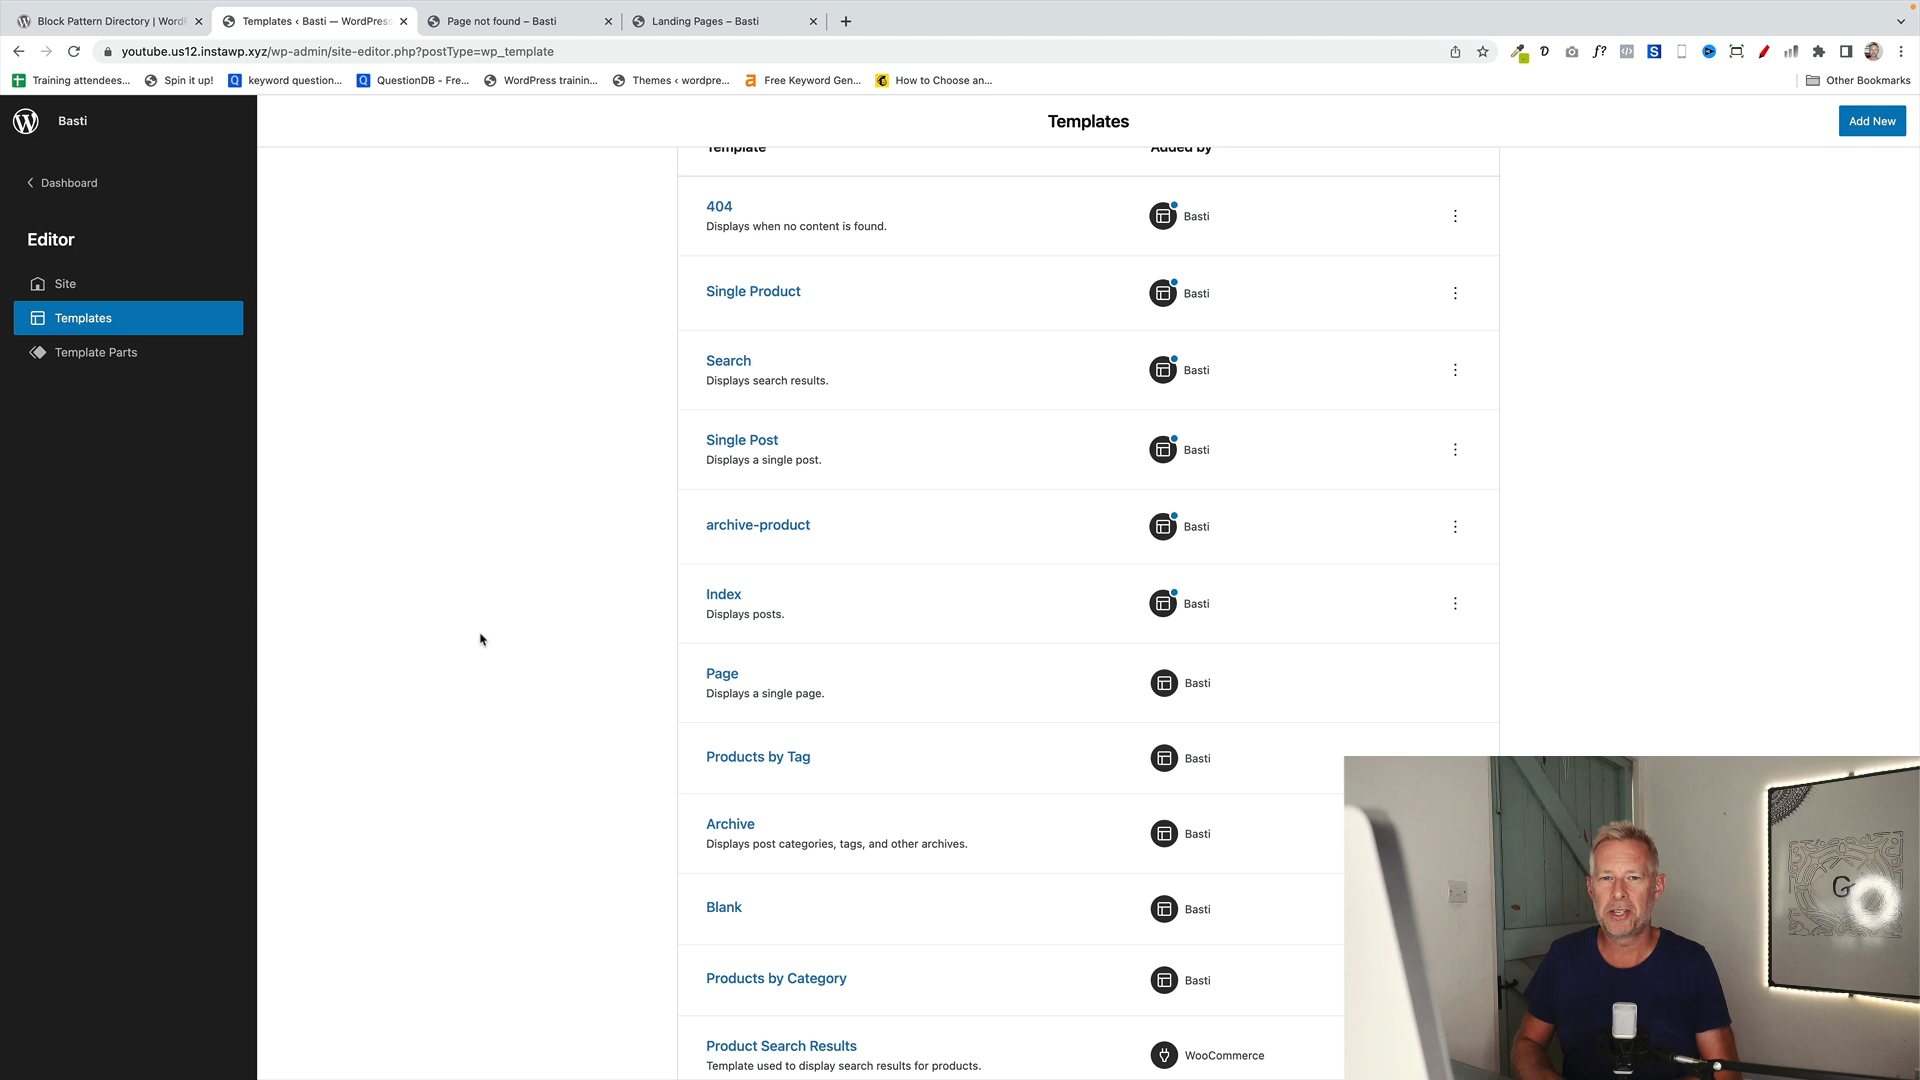 Block Pattern Directory | Word
Templates ‹ Basti — WordPress
Page not found – Basti
Landing Pages – Basti
youtube.us12.instawp.xyz/wp-admin/site-editor.php?postType=wp_template
Training attendees...
Spin it up!
keyword question...
QuestionDB - Fre...
WordPress trainin...
Themes ‹ wordpre...
Free Keyword Gen...
How to Choose an...
Other Bookmarks
Basti
Templates
Add New
Dashboard
Editor
Site
Templates
Template Parts
Template
Added by
404
Displays when no content is found.
Basti
Single Product
Basti
Search
Displays search results.
Basti
Single Post
Displays a single post.
Basti
archive-product
Basti
Index
Displays posts.
Basti
Page
Displays a single page.
Basti
Products by Tag
Basti
Archive
Displays post categories, tags, and other archives.
Basti
Blank
Basti
Products by Category
Basti
Product Search Results
Template used to display search results for products.
WooCommerce